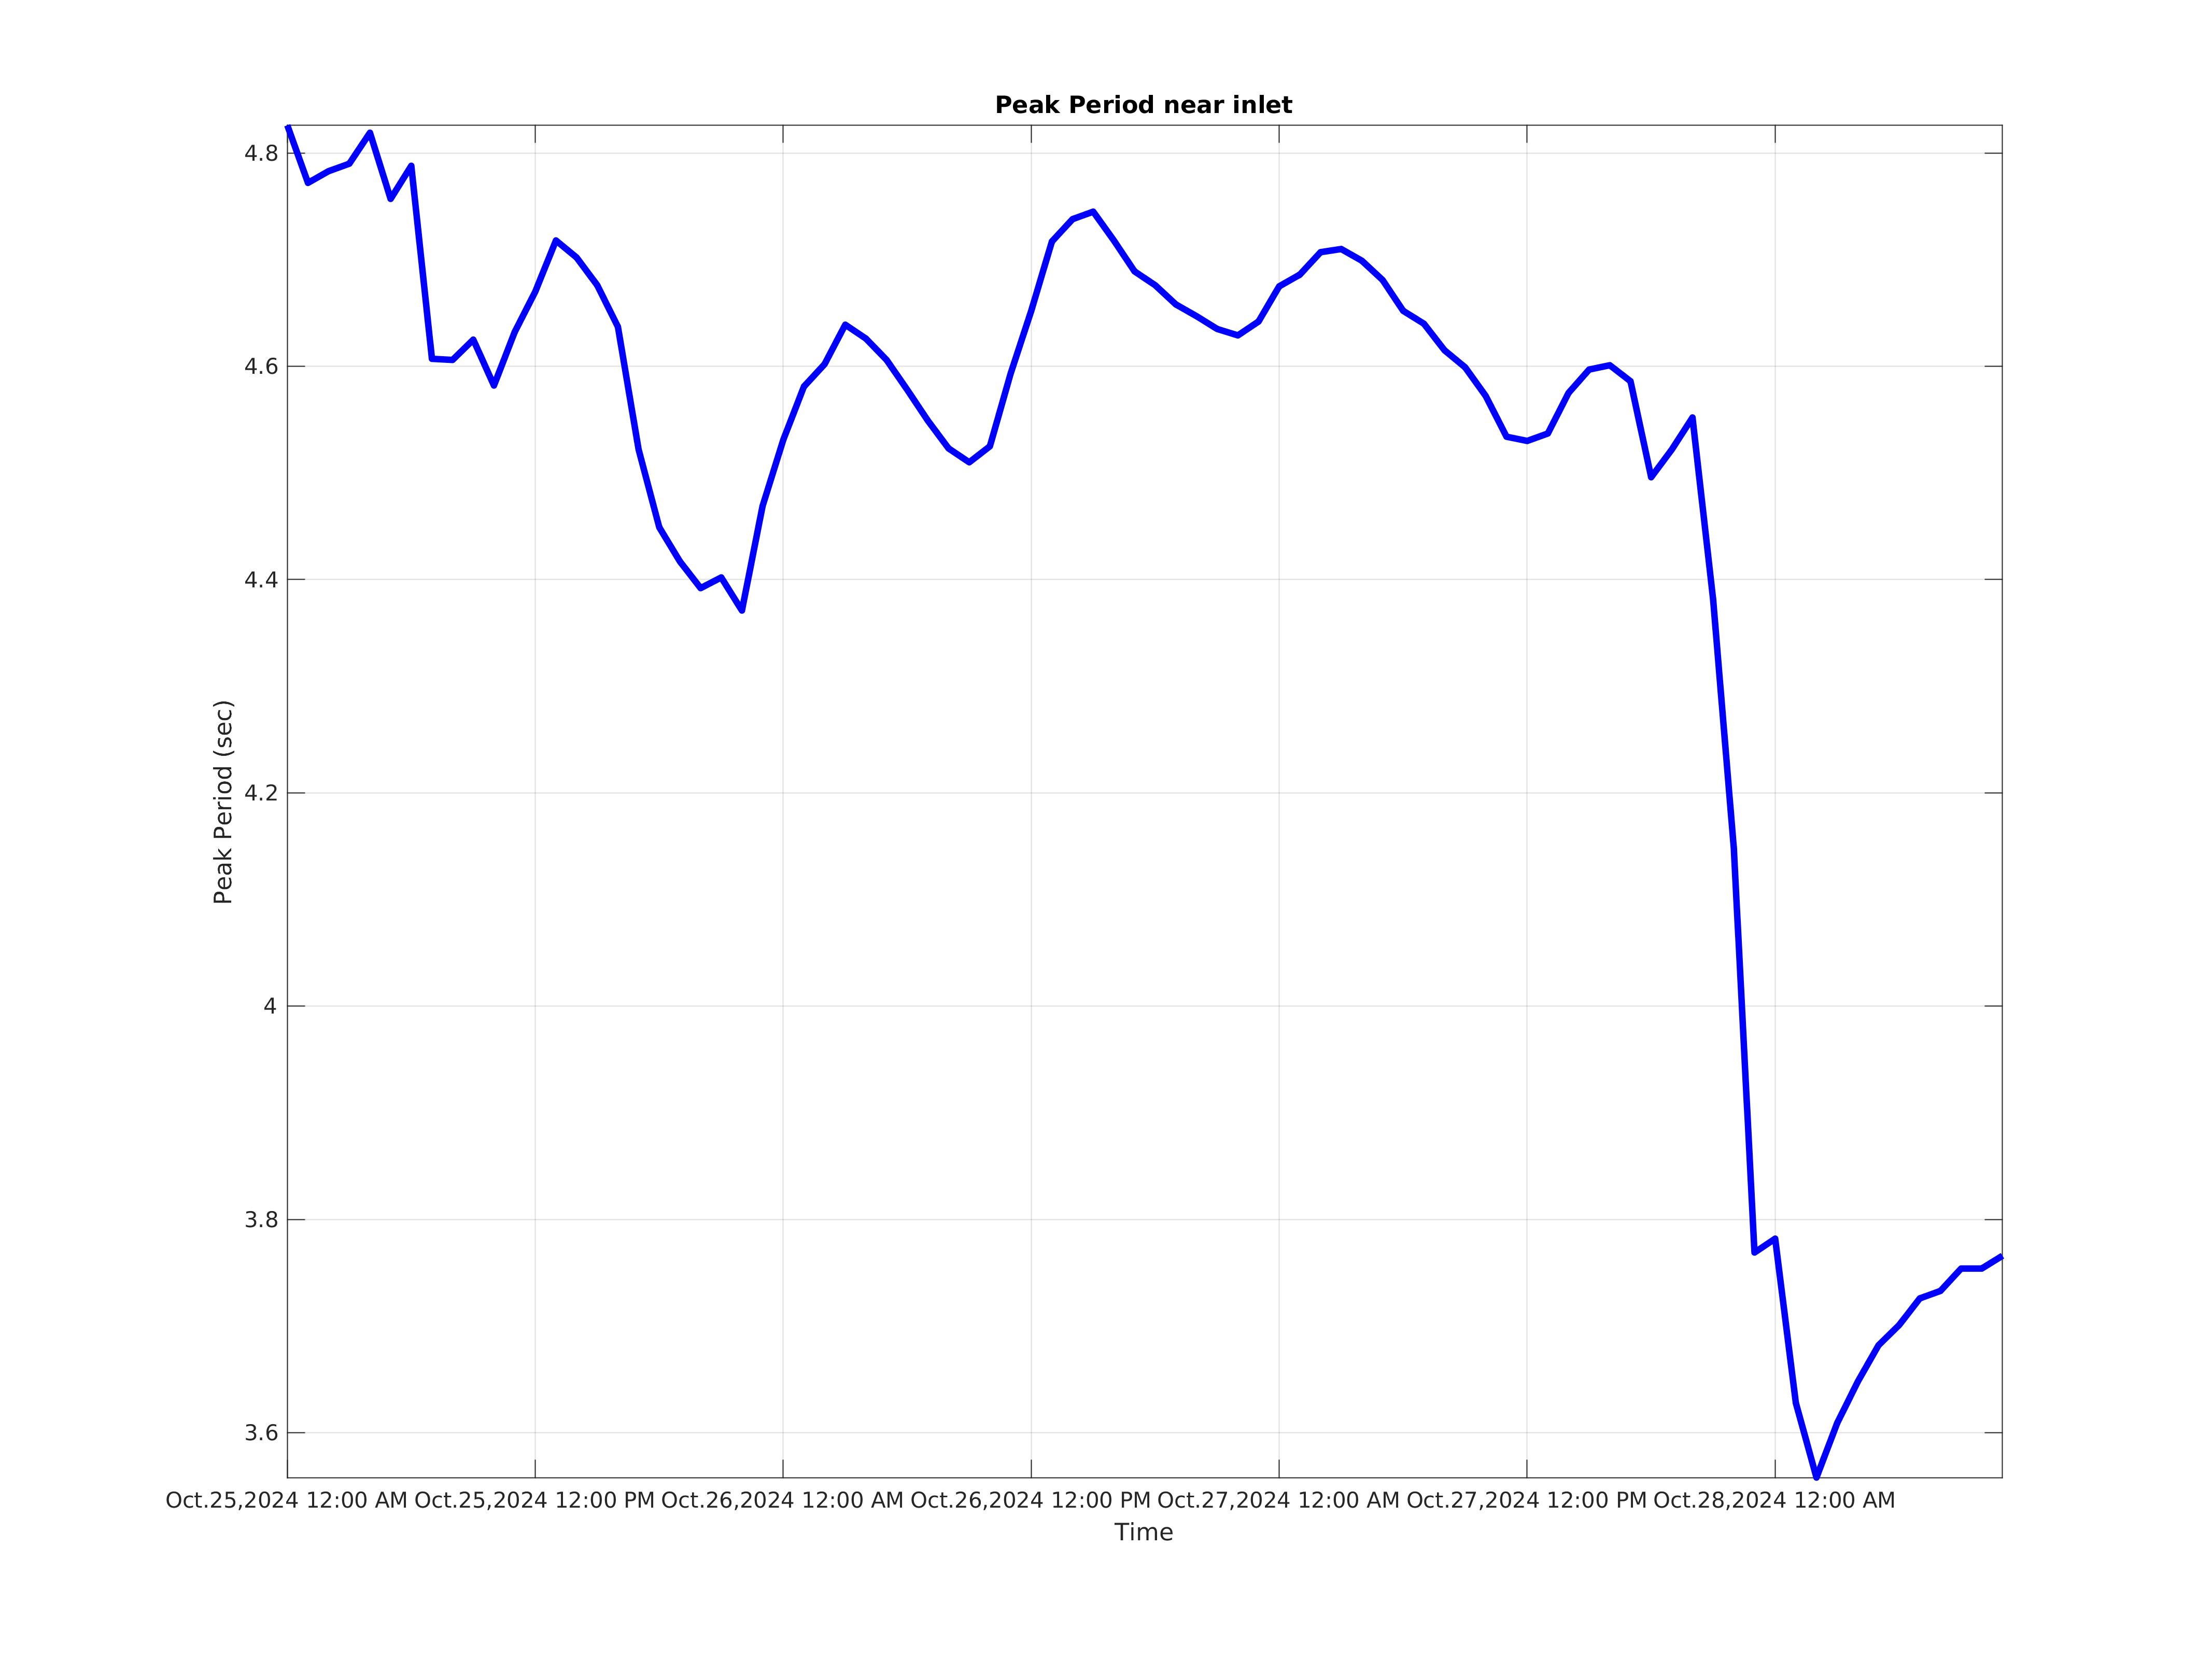 Peak Period near inlet
4.8
4.6
4.4
4.2
4
3.8
3.6
Peak Period (sec)
Oct.25,2024 12:00 AM Oct.25,2024 12:00 PM Oct.26,2024 12:00 AM Oct.26,2024 12:00 PM Oct.27,2024 12:00 AM Oct.27,2024 12:00 PM Oct.28,2024 12:00 AM
Time